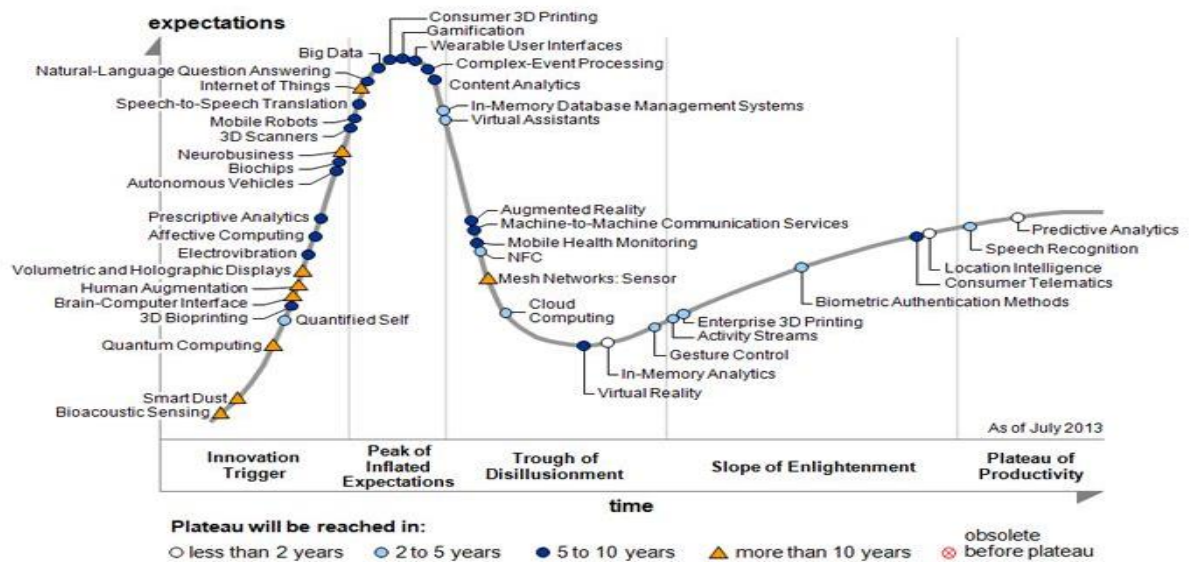 expectations
Consumer 3D Printing
Gamification
Wearable User Interfaces
Big Data
Complex-Event Processing
Natural-Language Question Answering
Internet of Things
Content Analytics
Speech-to-Speech Translation
In-Memory Database Management Systems
Mobile Robots
Virtual Assistants
3D Scanners
Neurobusiness
Biochips
Autonomous Vehicles
Prescriptive Analytics
Augmented Reality
Machine-to-Machine Communication Services
Affective Computing
Mobile Health Monitoring
Electrovibration
NFC
Volumetric and Holographic Displays
Mesh Networks: Sensor
Human Augmentation
Brain-Computer Interface
3D Bioprinting
Quantified Self
Cloud
Computing
Quantum Computing
Smart Dust
Bioacoustic Sensing
Predictive Analytics
Speech Recognition
Location Intelligence
Consumer Telematics
Biometric Authentication Methods
Enterprise 3D Printing
Activity Streams
Gesture Control
In-Memory Analytics
Virtual Reality
As of July 2013
Innovation
Trigger
Peak of
Inflated
Expectations
Trough of
Disillusionment
Slope of Enlightenment
Plateau of
Productivity
time
Plateau will be reached in:
less than 2 years
2 to 5 years
5 to 10 years
more than 10 years
obsolete
before plateau